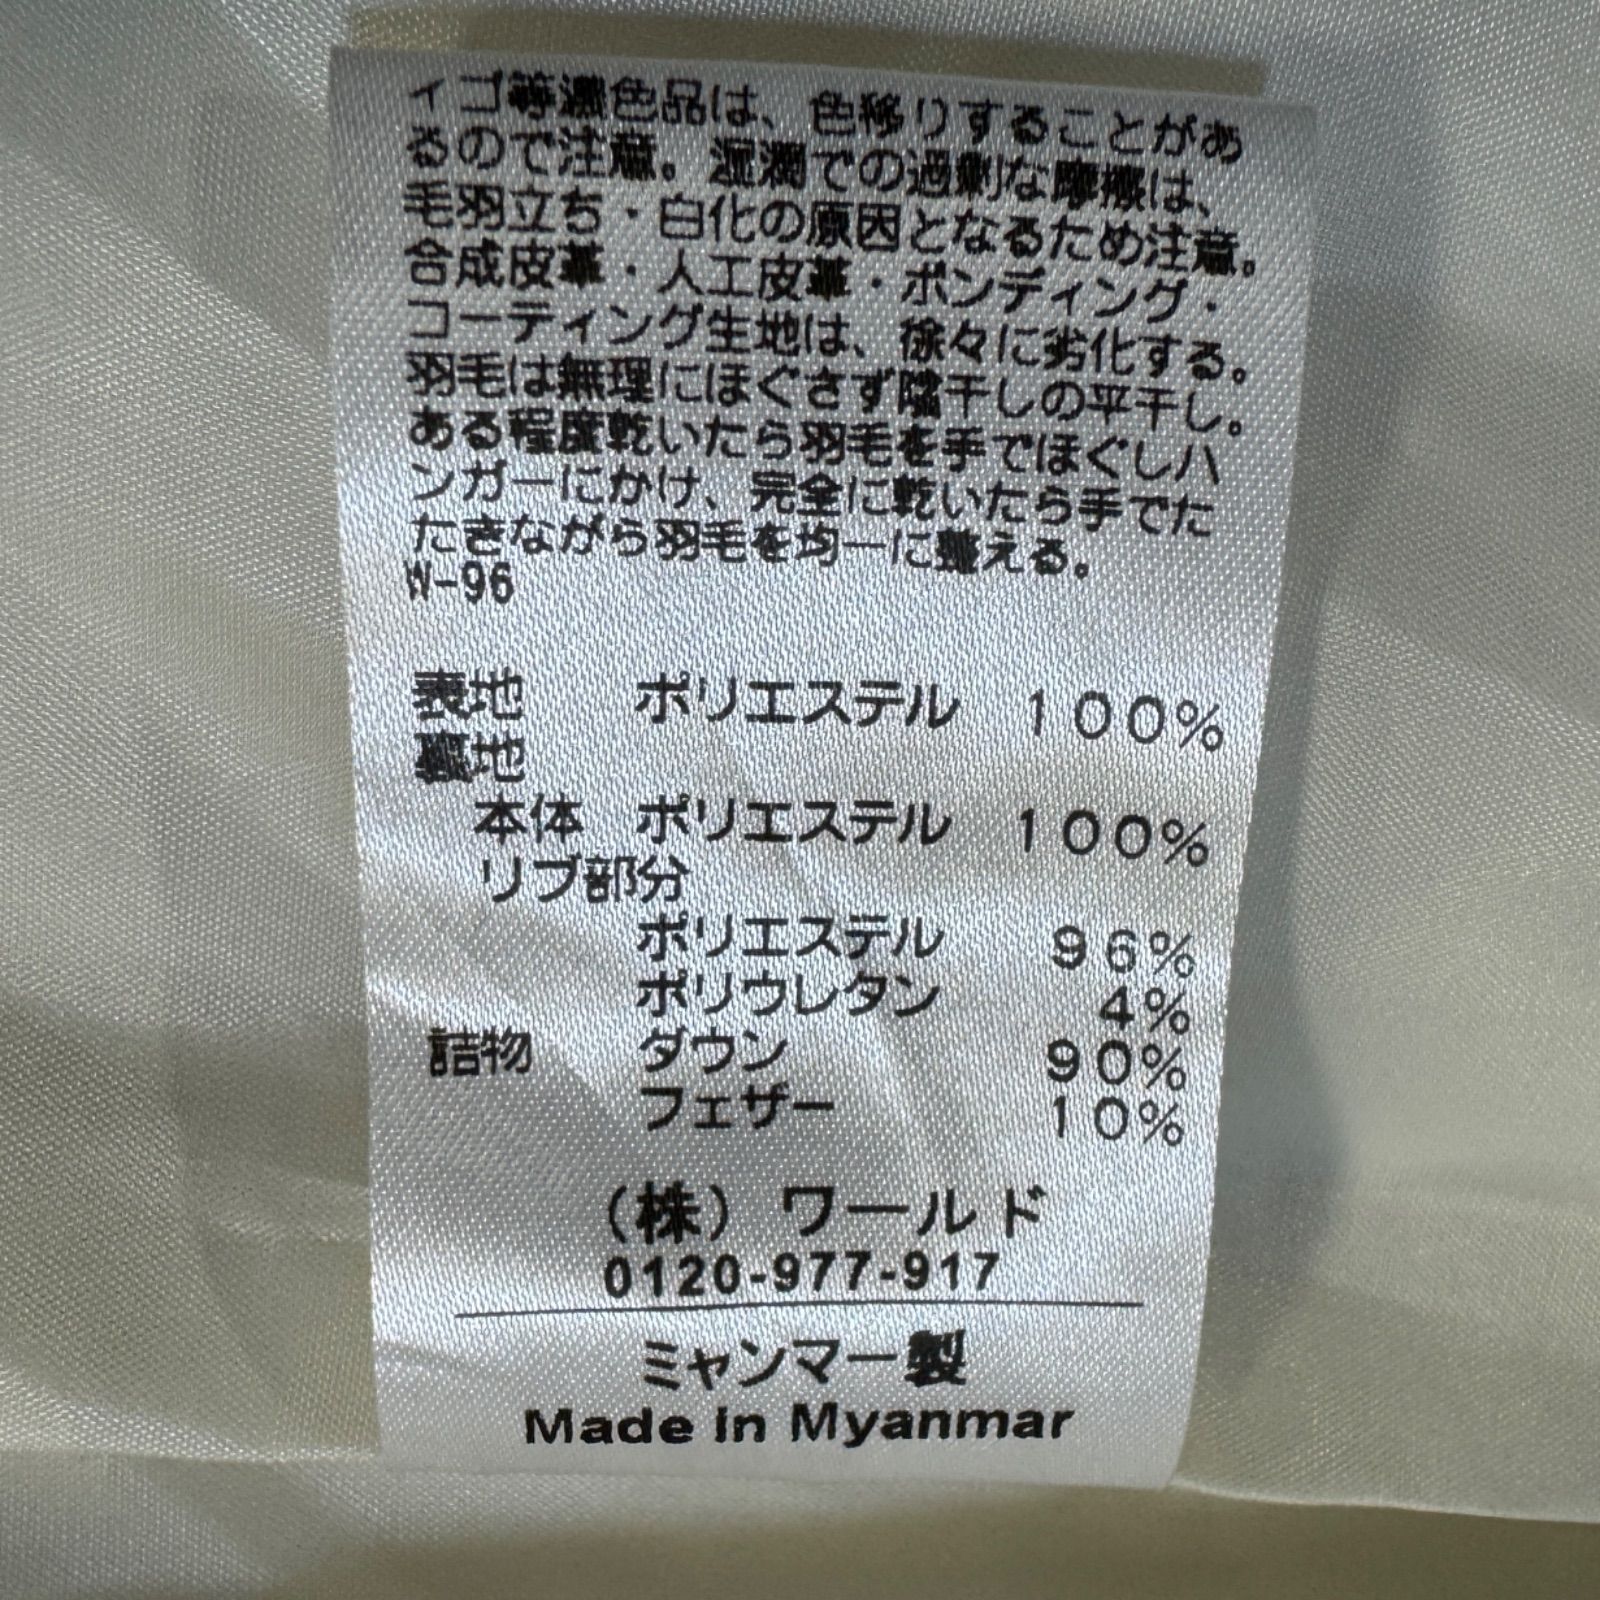 ィゴ等濃色品は、色移りすることがあ
るので注意。湿潤での過剰な摩擦は、
毛羽立ち・白化の原因となるため注意。
合成皮革・人工皮革・ボンディング・
コーティング生地は、徐々に劣化する。
羽毛は無理にほぐさず陰干しの平干し。
ある程度乾いたら羽毛を手でほぐしハ
ンガーにかけ、完全に乾いたら手でた
たきながら羽毛を均一に整える。
W-96
表地 ポリエステル 100%
裏地
本体 ポリエステル 100%
リブ部分
ポリエステル 96%
ポリウレタン 4%
詰物 ダウン 90%
フェザー 10%
(株) ワールド
0120-977-917
ミャンマー製
Made in Myanmar